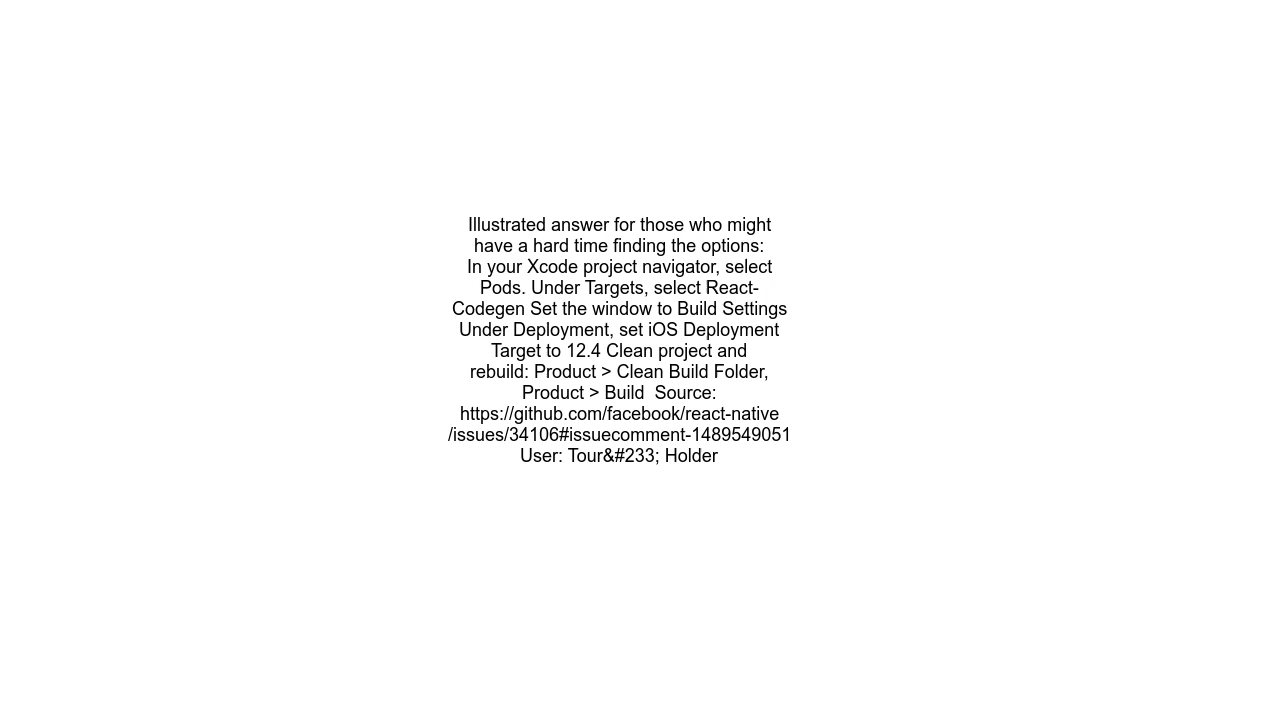 Illustrated answer for those who might
have a hard time finding the options:
In your Xcode project navigator, select
Pods. Under Targets, select React-
Codegen Set the window to Build Settings
Under Deployment, set iOS Deployment
Target to 12.4 Clean project and
rebuild: Product > Clean Build Folder,
Product > Build  Source:
https://github.com/facebook/react-native
/issues/34106#issuecomment-1489549051
User: Tour&#233; Holder